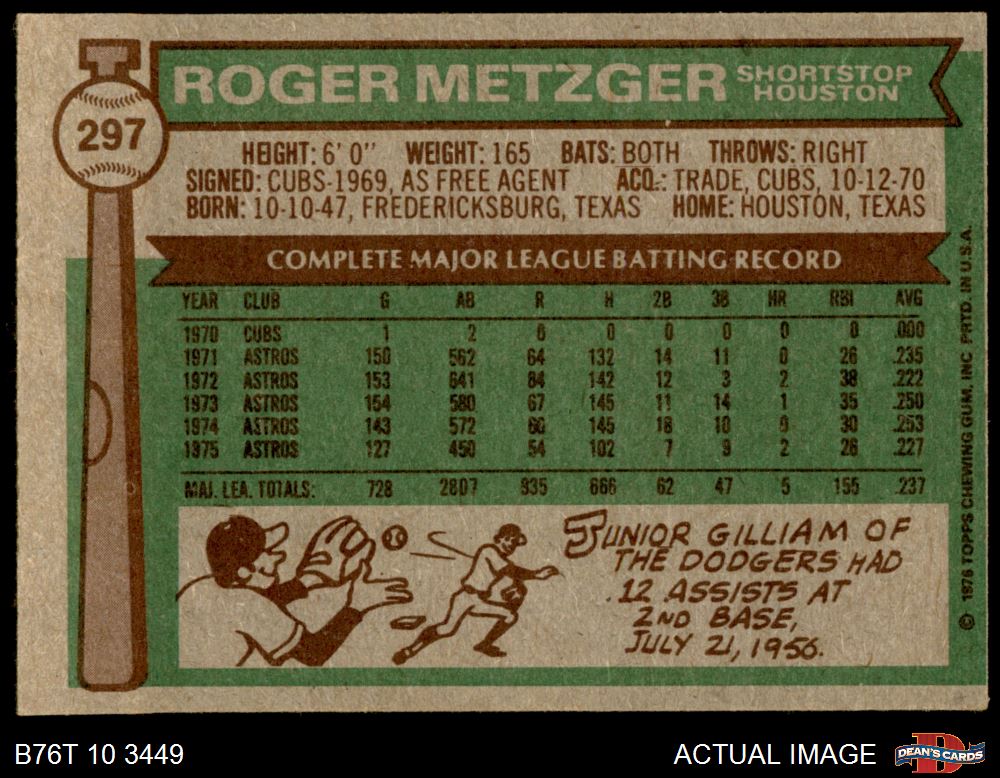 ROGER METZGER SHORTSTOP
HOUSTON
297
HEIGHT: 6' 0" WEIGHT: 165 BATS: BOTH THROWS: RIGHT
SIGNED: CUBS-1969, AS FREE AGENT ACQ.: TRADE, CUBS, 10-12-70
BORN: 10-10-47, FREDERICKSBURG, TEXAS HOME: HOUSTON, TEXAS
COMPLETE MAJOR LEAGUE BATTING RECORD
YEAR CLUB G AB R H 2B 3B HR RBI AVG
1970 CUBS 1 2 0 0 0 0 0 0 .000
1971 ASTROS 150 562 64 132 14 11 0 26 .235
1972 ASTROS 153 641 84 142 12 3 2 38 .222
1973 ASTROS 154 580 67 145 11 14 1 35 .250
1974 ASTROS 143 572 66 145 18 10 0 30 .253
1975 ASTROS 127 450 54 102 7 9 2 26 .227
MAJ. LEA. TOTALS: 728 2807 335 666 62 47 5 155 .237
JUNIOR GILLIAM OF
THE DODGERS HAD
12 ASSISTS AT
2ND BASE,
JULY 21, 1956.
© 1976 TOPPS CHEWING GUM, INC PRTD. IN U.S.A.
B76T 10 3449 ACTUAL IMAGE DEAN'S CARDS